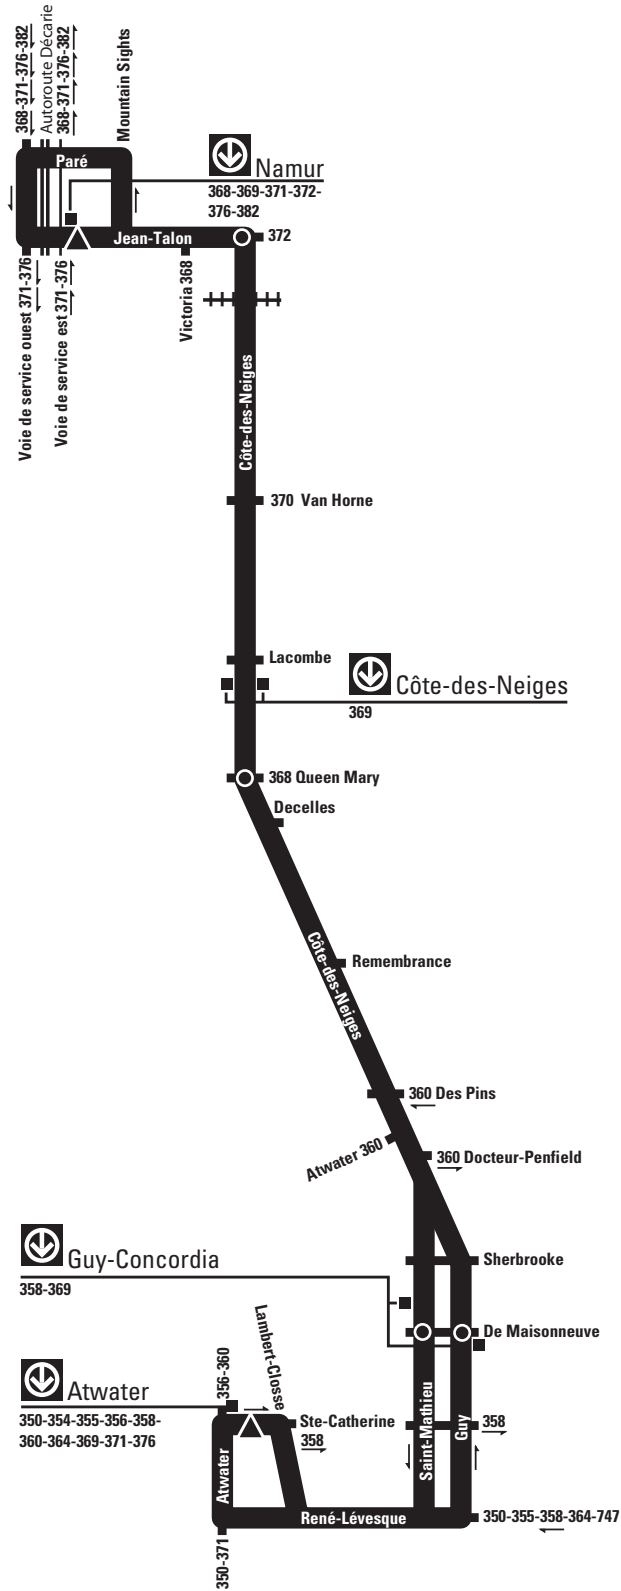 368-371-376-382
Autoroute Décarie
368-371-376-382
Mountain Sights
Paré
Namur
368-369-371-372-
376-382
Jean-Talon
372
Voie de service ouest 371-376
Voie de service est 371-376
Victoria 368
Côte-des-Neiges
370 Van Horne
Lacombe
Côte-des-Neiges
369
368 Queen Mary
Decelles
Côte-des-Neiges
Remembrance
360 Des Pins
Atwater 360
360 Docteur-Penfield
Guy-Concordia
358-369
Sherbrooke
De Maisonneuve
Atwater
350-354-355-356-358-
360-364-369-371-376
356-360
Lambert-Closse
Ste-Catherine
358
Saint-Mathieu
Guy
358
Atwater
René-Lévesque
350-355-358-364-747
350-371